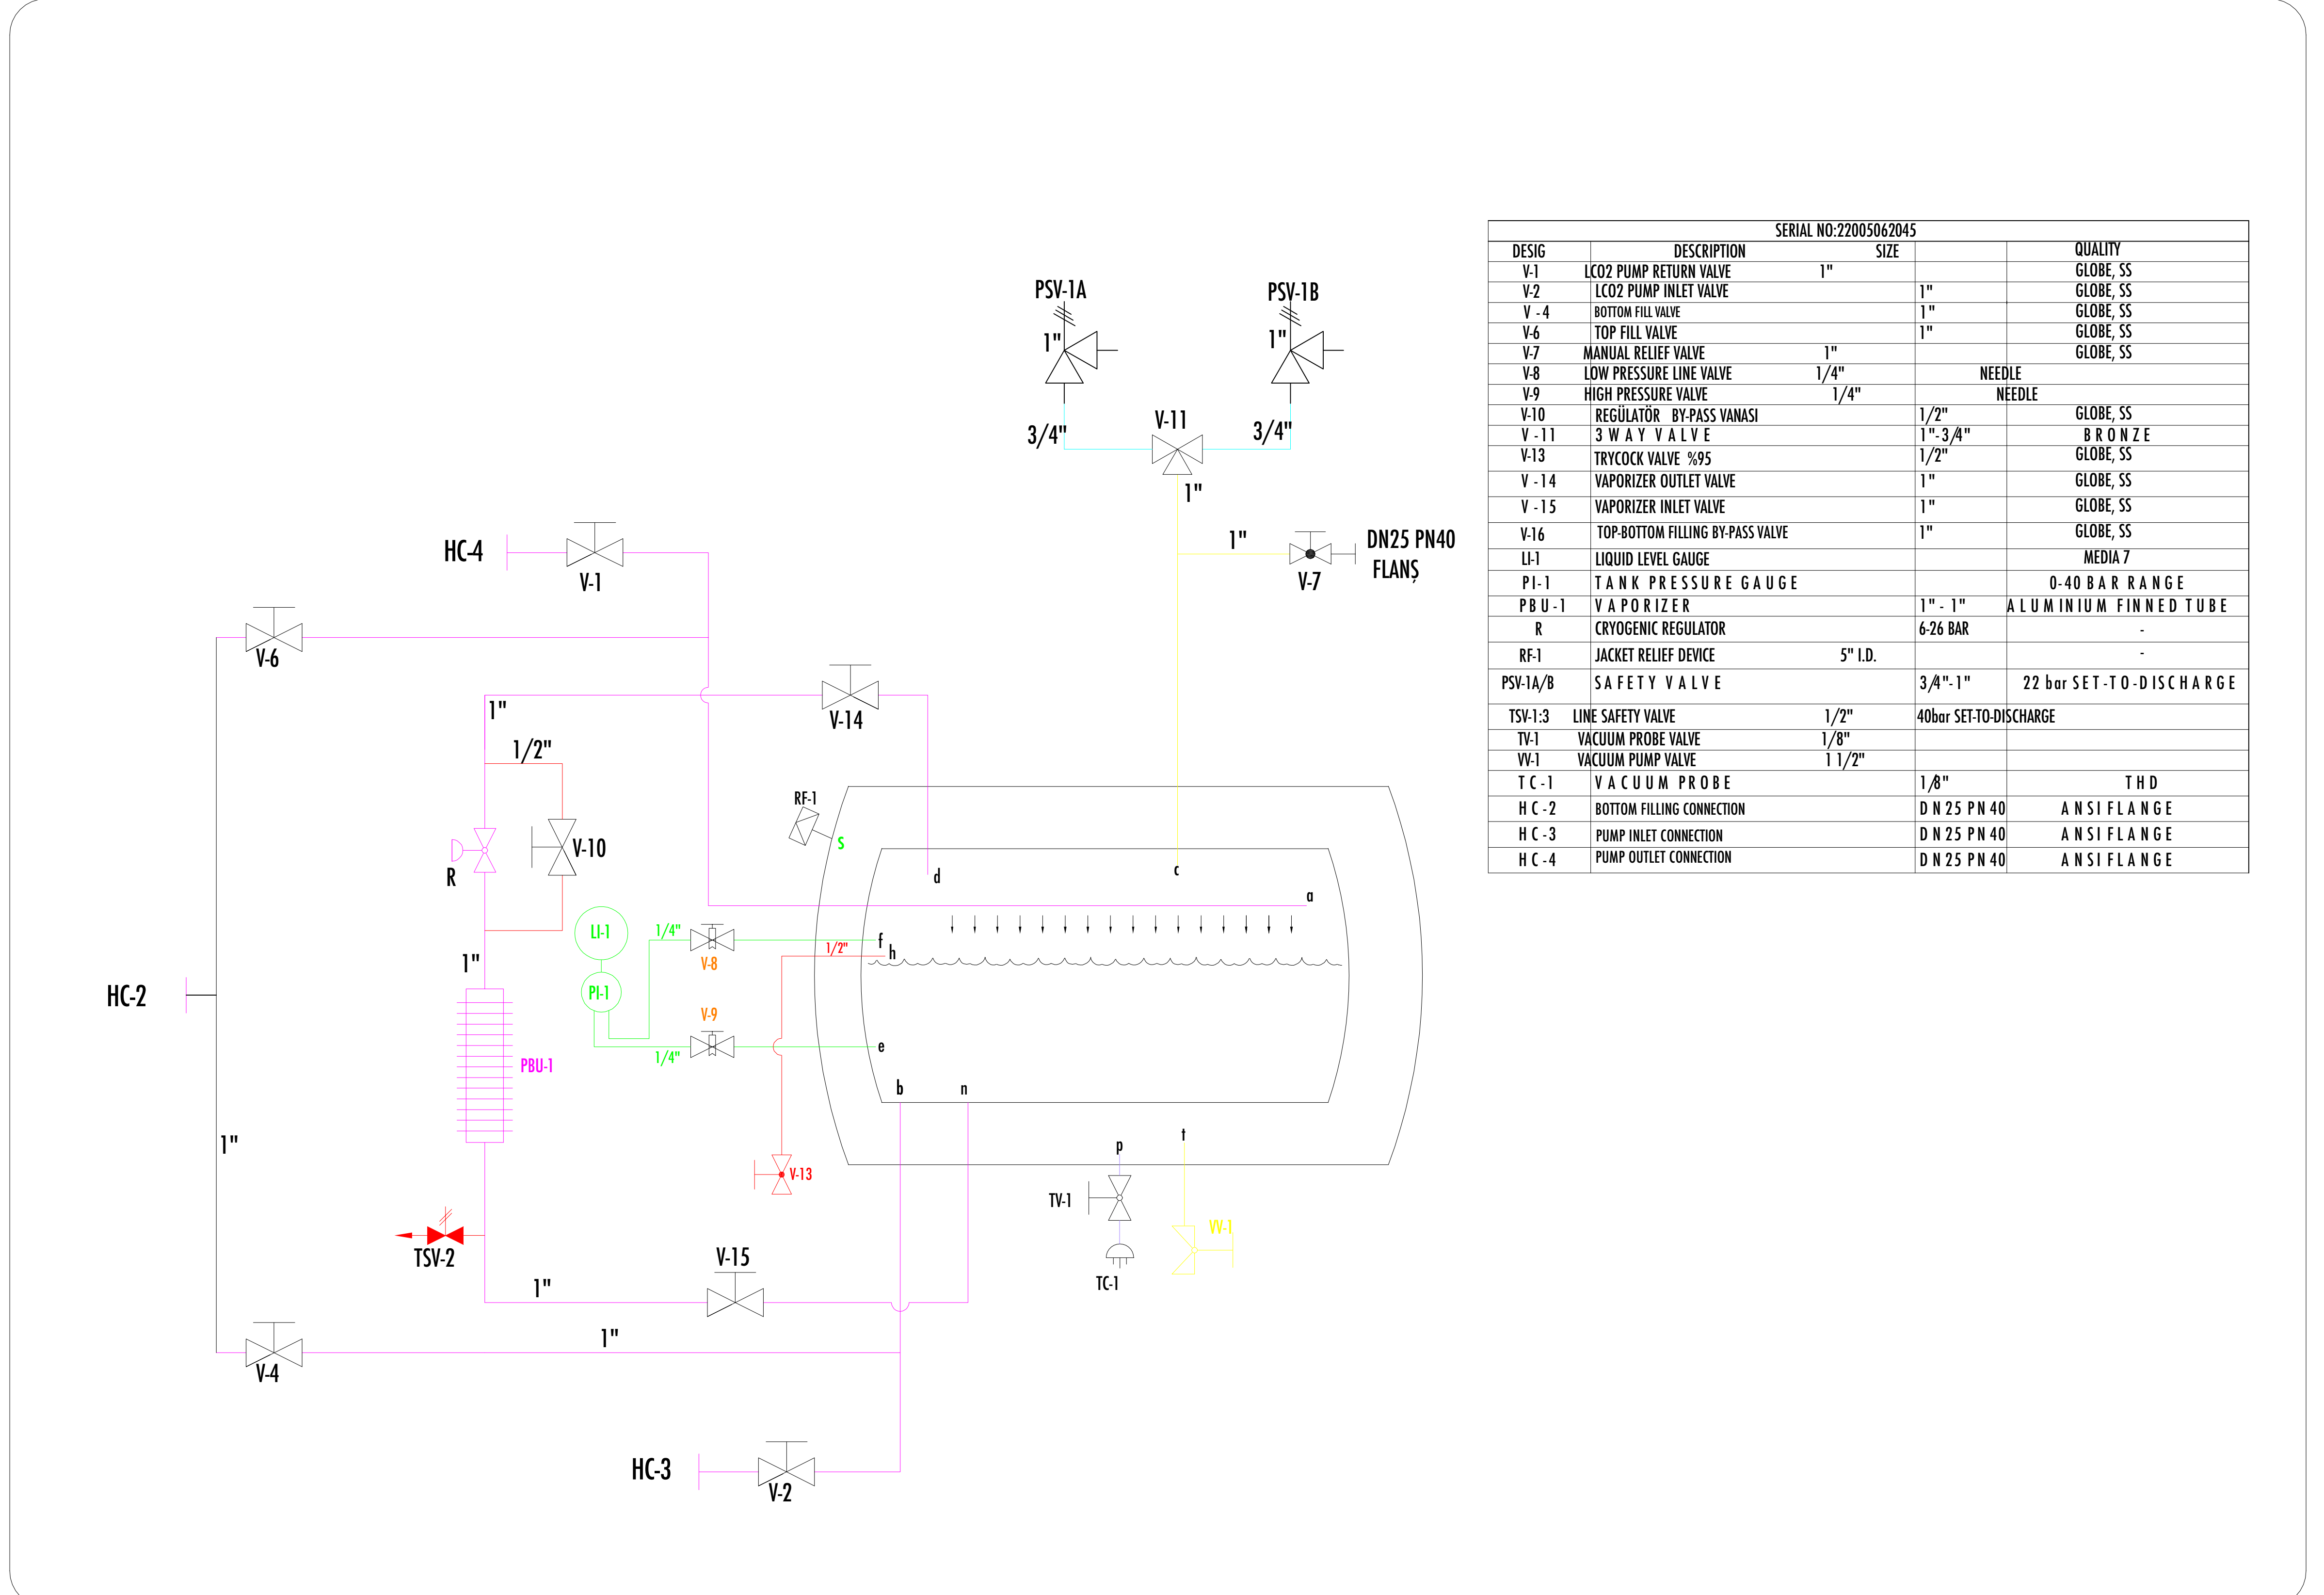 SERIAL NO:22005062045
DESIG DESCRIPTION SIZE QUALITY
V-1 LCO2 PUMP RETURN VALVE 1" GLOBE, SS
V-2 LCO2 PUMP INLET VALVE 1" GLOBE, SS
V -4 BOTTOM FILL VALVE 1" GLOBE, SS
V-6 TOP FILL VALVE 1" GLOBE, SS
V-7 MANUAL RELIEF VALVE 1" GLOBE, SS
V-8 LOW PRESSURE LINE VALVE 1/4" NEEDLE
V-9 HIGH PRESSURE VALVE 1/4" NEEDLE
V-10 REGÜLÂTÖR BY-PASS VANASI 1/2" GLOBE, SS
V -11 3 WAY VALVE 1"-3/4" BRONZE
V-13 TRYCOCK VALVE %95 1/2" GLOBE, SS
V -14 VAPORIZER OUTLET VALVE 1" GLOBE, SS
V -15 VAPORIZER INLET VALVE 1" GLOBE, SS
V-16 TOP-BOTTOM FILLING BY-PASS VALVE 1" GLOBE, SS
LI-1 LIQUID LEVEL GAUGE MEDIA 7
PI-1 TANK PRESSURE GAUGE 0-40 BAR RANGE
PBU-1 VAPORIZER 1" - 1" ALUMINIUM FINNED TUBE
R CRYOGENIC REGULATOR 6-26 BAR -
RF-1 JACKET RELIEF DEVICE 5" I.D. -
PSV-1A/B SAFETY VALVE 3/4"-1" 22 bar SET-TO-DISCHARGE
TSV-1:3 LINE SAFETY VALVE 1/2" 40bar SET-TO-DISCHARGE
TV-1 VACUUM PROBE VALVE 1/8"
VV-1 VACUUM PUMP VALVE 1 1/2"
TC-1 VACUUM PROBE 1/8" THD
HC-2 BOTTOM FILLING CONNECTION DN25 PN40 ANSI FLANGE
HC-3 PUMP INLET CONNECTION DN25 PN40 ANSI FLANGE
HC-4 PUMP OUTLET CONNECTION DN25 PN40 ANSI FLANGE
PSV-1A
PSV-1B
1"
1"
3/4"
V-11
3/4"
1"
HC-4
V-1
1"
DN25 PN40
FLANŞ
V-7
V-6
1"
V-14
1/2"
RF-1
S
V-10
R
d
c
a
LI-1
1/4"
V-8
f
1/2"
h
1"
PI-1
HC-2
V-9
1/4"
e
PBU-1
b
n
1"
p
t
V-13
TV-1
VV-1
TSV-2
V-15
TC-1
1"
1"
V-4
HC-3
V-2